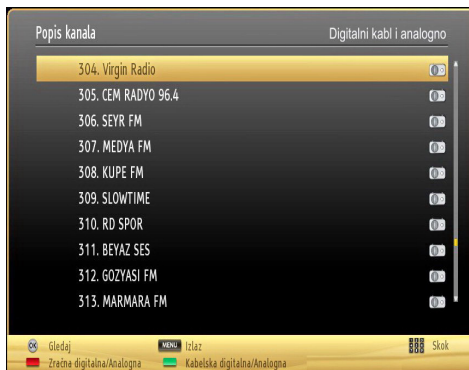 Popis kanala Digitalni kabl i analogno
304. Virgin Radio
305. CEM RADYO 96.4
306. SEYR FM
307. MEDYA FM
308. KUPE FM
309. SLOWTIME
310. RD SPOR
311. BEYAZ SES
312. GOZYASI FM
313. MARMARA FM
OK Gledaj MENU Izlaz Skok
Zračna digitalna/Analogna Kabelska digitalna/Analogna